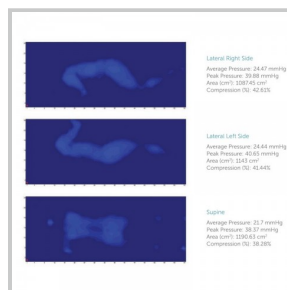 Lateral Right Side
Average Pressure: 24.47 mmHg
Peak Pressure: 39.88 mmHg
Area (cm²): 1087.45 cm²
Compression (%): 42.61%
Lateral Left Side
Average Pressure: 24.44 mmHg
Peak Pressure: 40.65 mmHg
Area (cm²): 1143 cm²
Compression (%): 41.44%
Supine
Average Pressure: 21.7 mmHg
Peak Pressure: 38.37 mmHg
Area (cm²): 1190.63 cm²
Compression (%): 38.28%